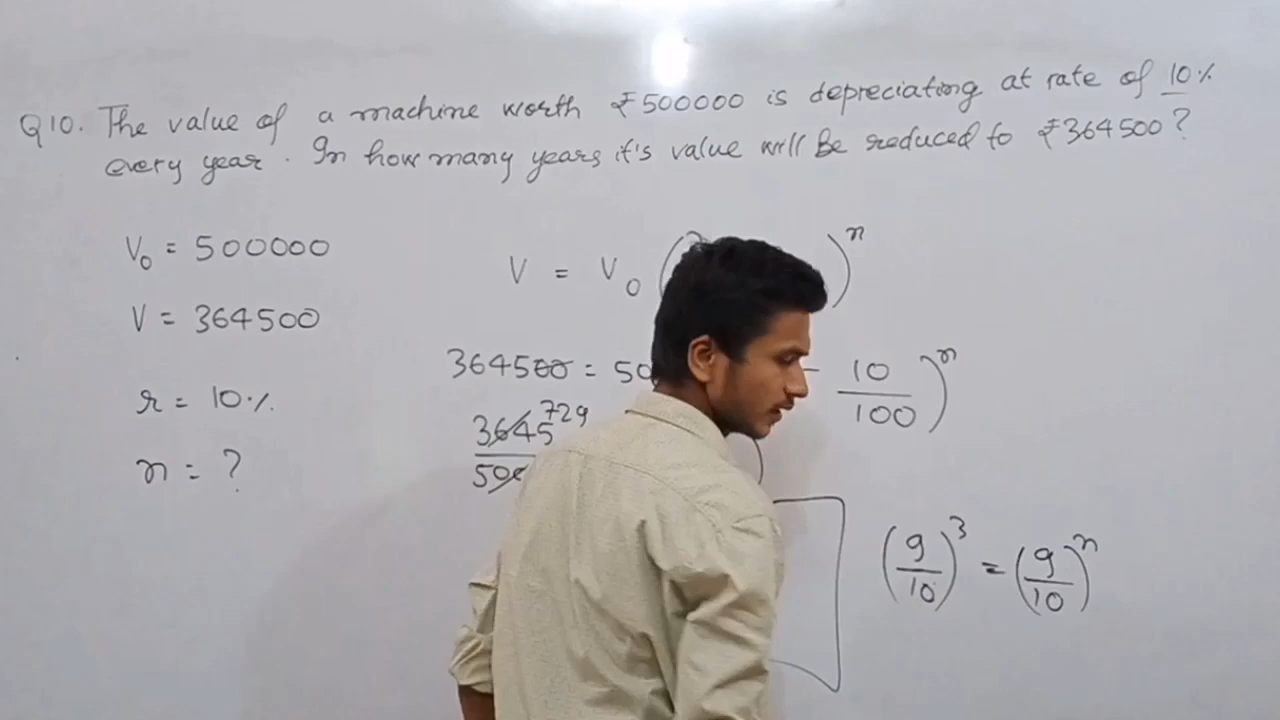 Q10. The value of a machine worth ₹500000 is depreciating at rate of 10%
every year. In how many years it's value will be reduced to ₹364500?
V₀ = 500000
V = 364500
r = 10%
n = ?
V = V₀ ( )ⁿ
364500 = 50 - 10/100)ⁿ
3645 729
500
(9/10)³ = (9/10)ⁿ